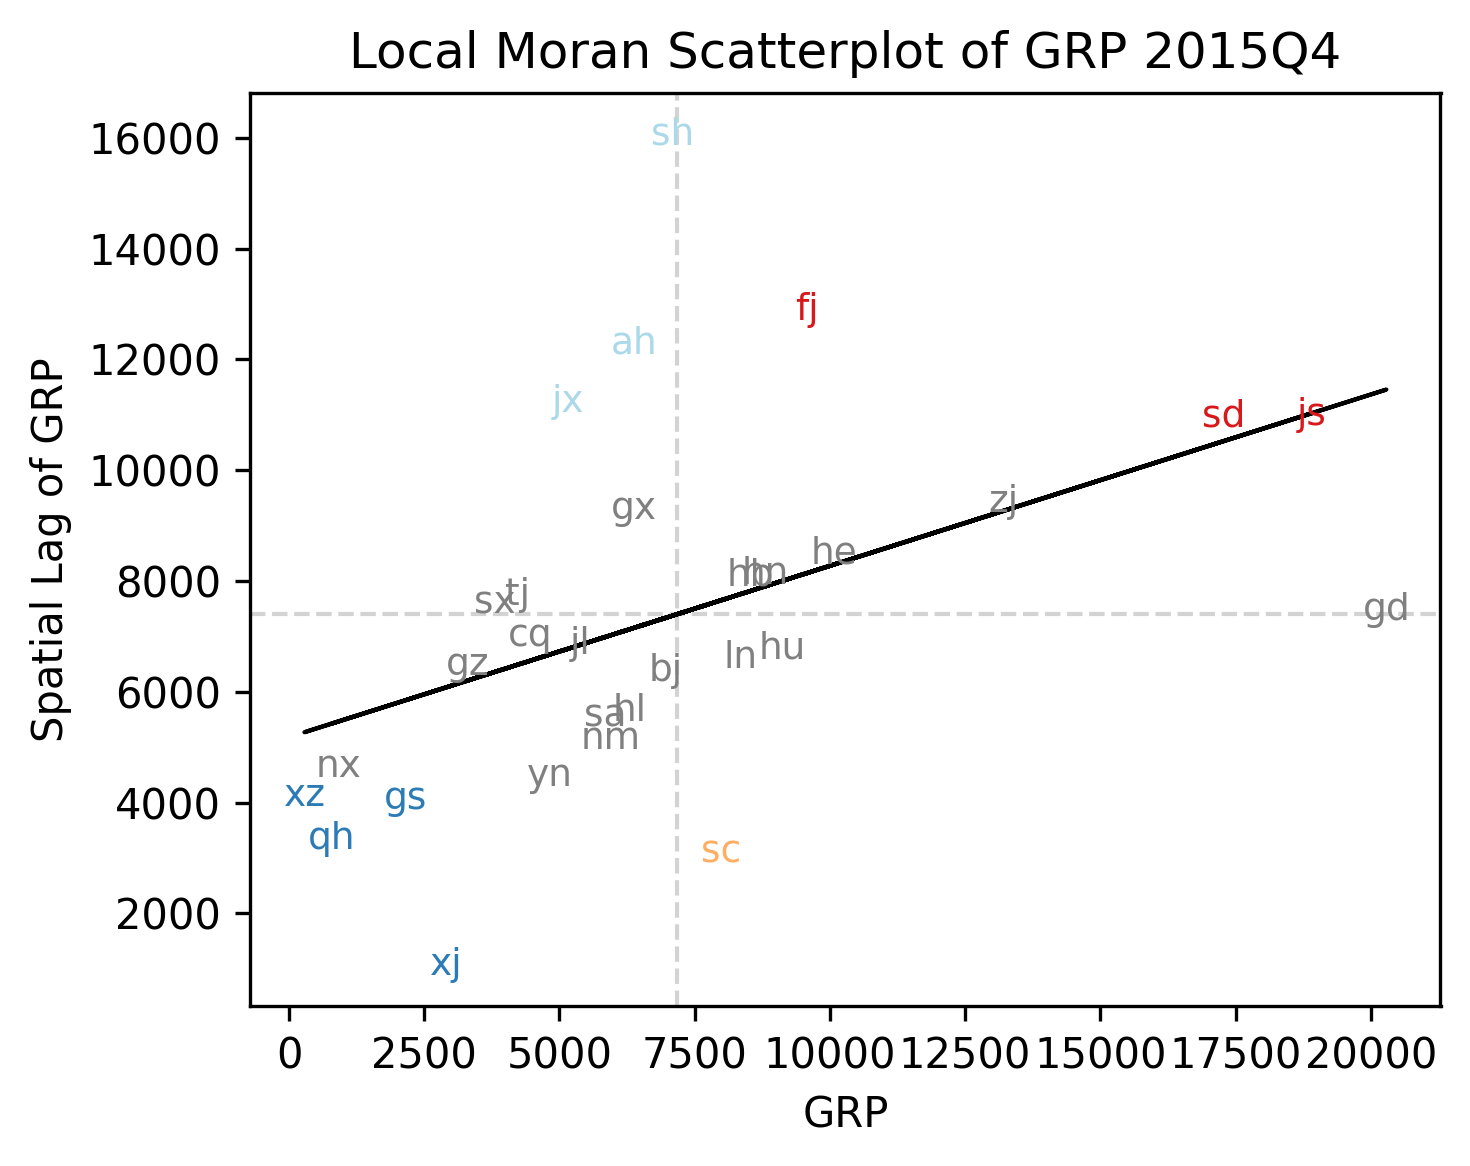 Local Moran Scatterplot of GRP 2015Q4
16000
14000
12000
10000
8000
6000
4000
2000
Spatial Lag of GRP
sh
fj
ah
jx
sd
js
gx
zj
he
hb
hn
tj
sx
gd
cq
jl
hu
ln
gz
bj
hl
sa
nm
nx
yn
xz
gs
qh
sc
xj
0 2500 5000 7500 10000 12500 15000 17500 20000
GRP